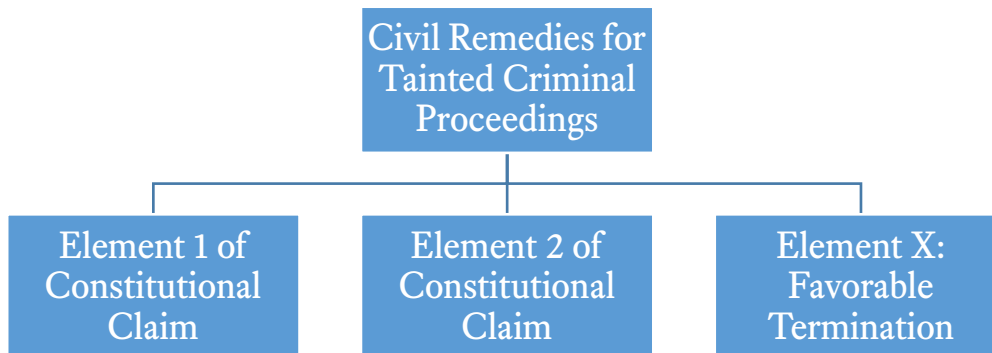 Civil Remedies for
Tainted Criminal
Proceedings
Element 1 of
Constitutional
Claim
Element 2 of
Constitutional
Claim
Element X:
Favorable
Termination